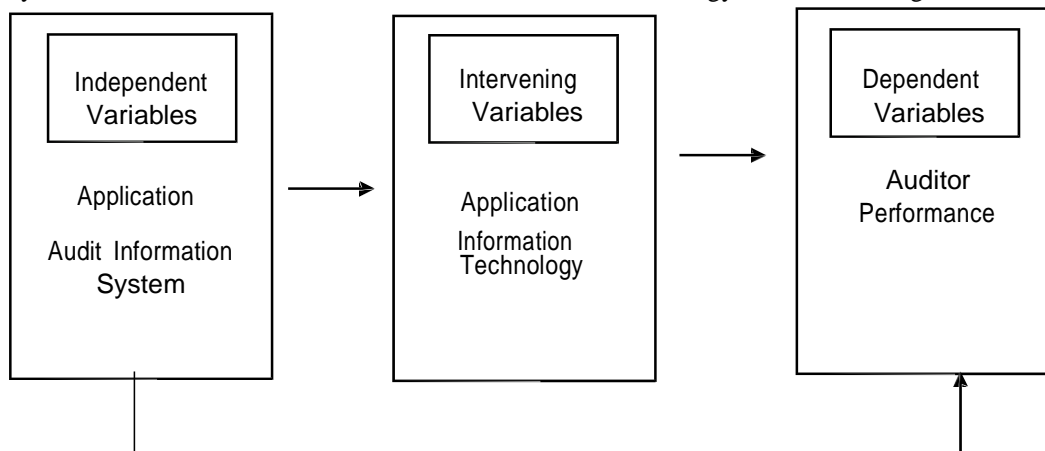 Independent
Variables
Application
Audit Information
System
Intervening
Variables
Application
Information
Technology
Dependent
Variables
Auditor
Performance